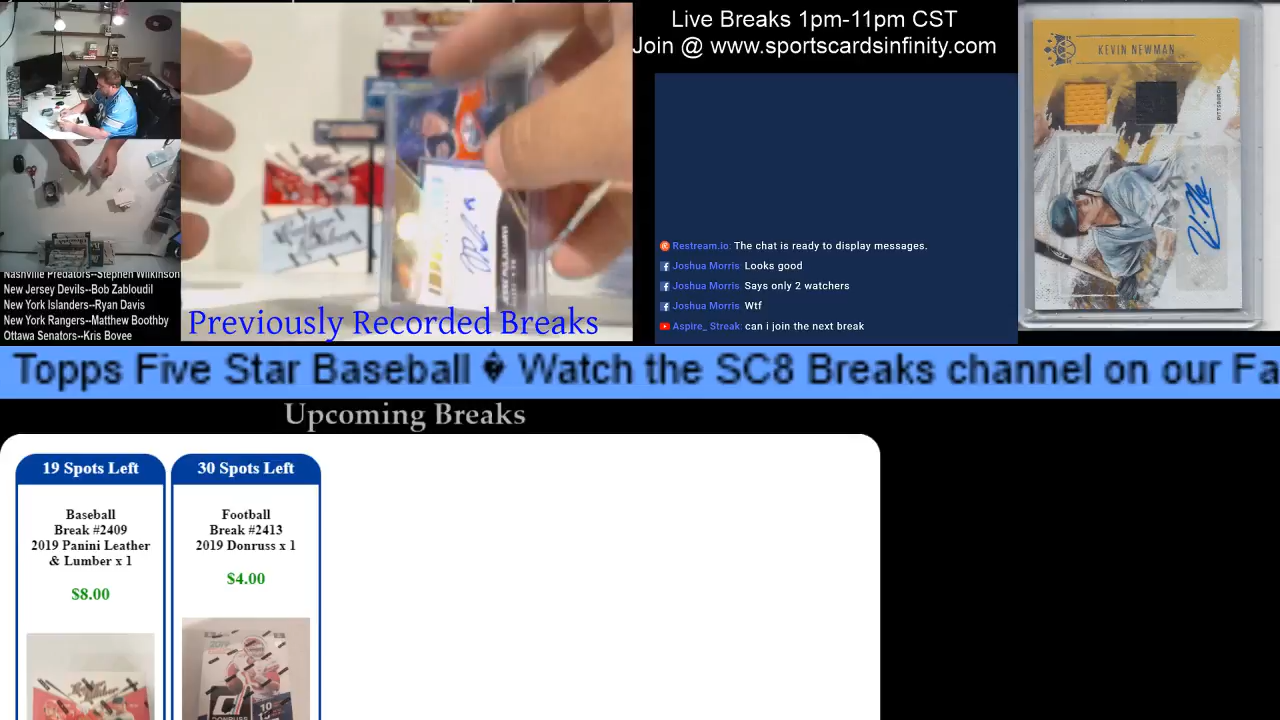 Live Breaks 1pm-11pm CST
Join @ www.sportscardsinfinity.com
KEVIN NEWMAN
PITTSBURGH
Restream.io: The chat is ready to display messages.
Joshua Morris Looks good
Joshua Morris Says only 2 watchers
Joshua Morris Wtf
Aspire_ Streak: can i join the next break
Nashville Predators--Stephen Wilkinson
New Jersey Devils--Bob Zabloudil
New York Islanders--Ryan Davis
New York Rangers--Matthew Boothby
Ottawa Senators--Kris Bovee
Previously Recorded Breaks
Topps Five Star Baseball � Watch the SC8 Breaks channel on our Fa
Upcoming Breaks
19 Spots Left
Baseball
Break #2409
2019 Panini Leather
& Lumber x 1
$8.00
30 Spots Left
Football
Break #2413
2019 Donruss x 1
$4.00
2019
DONRUSS
10